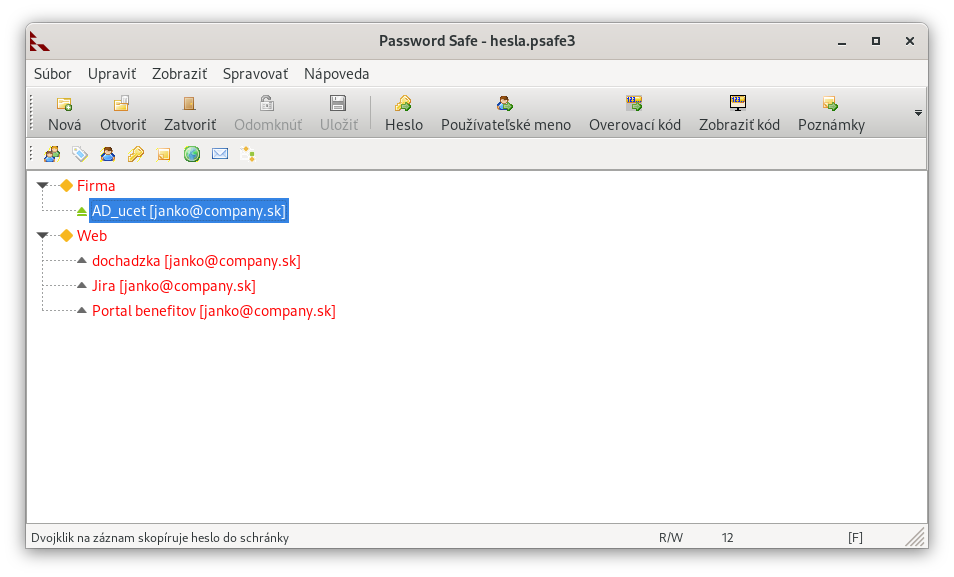 Password Safe - hesla.psafe3
Súbor Upraviť Zobraziť Spravovať Nápoveda
Nová Otvoriť Zatvoriť Odomknúť Uložiť Heslo Používateľské meno Overovací kód Zobraziť kód Poznámky
Firma
AD_ucet [janko@company.sk]
Web
dochadzka [janko@company.sk]
Jira [janko@company.sk]
Portal benefitov [janko@company.sk]
Dvojklik na záznam skopíruje heslo do schránky R/W 12 [F]